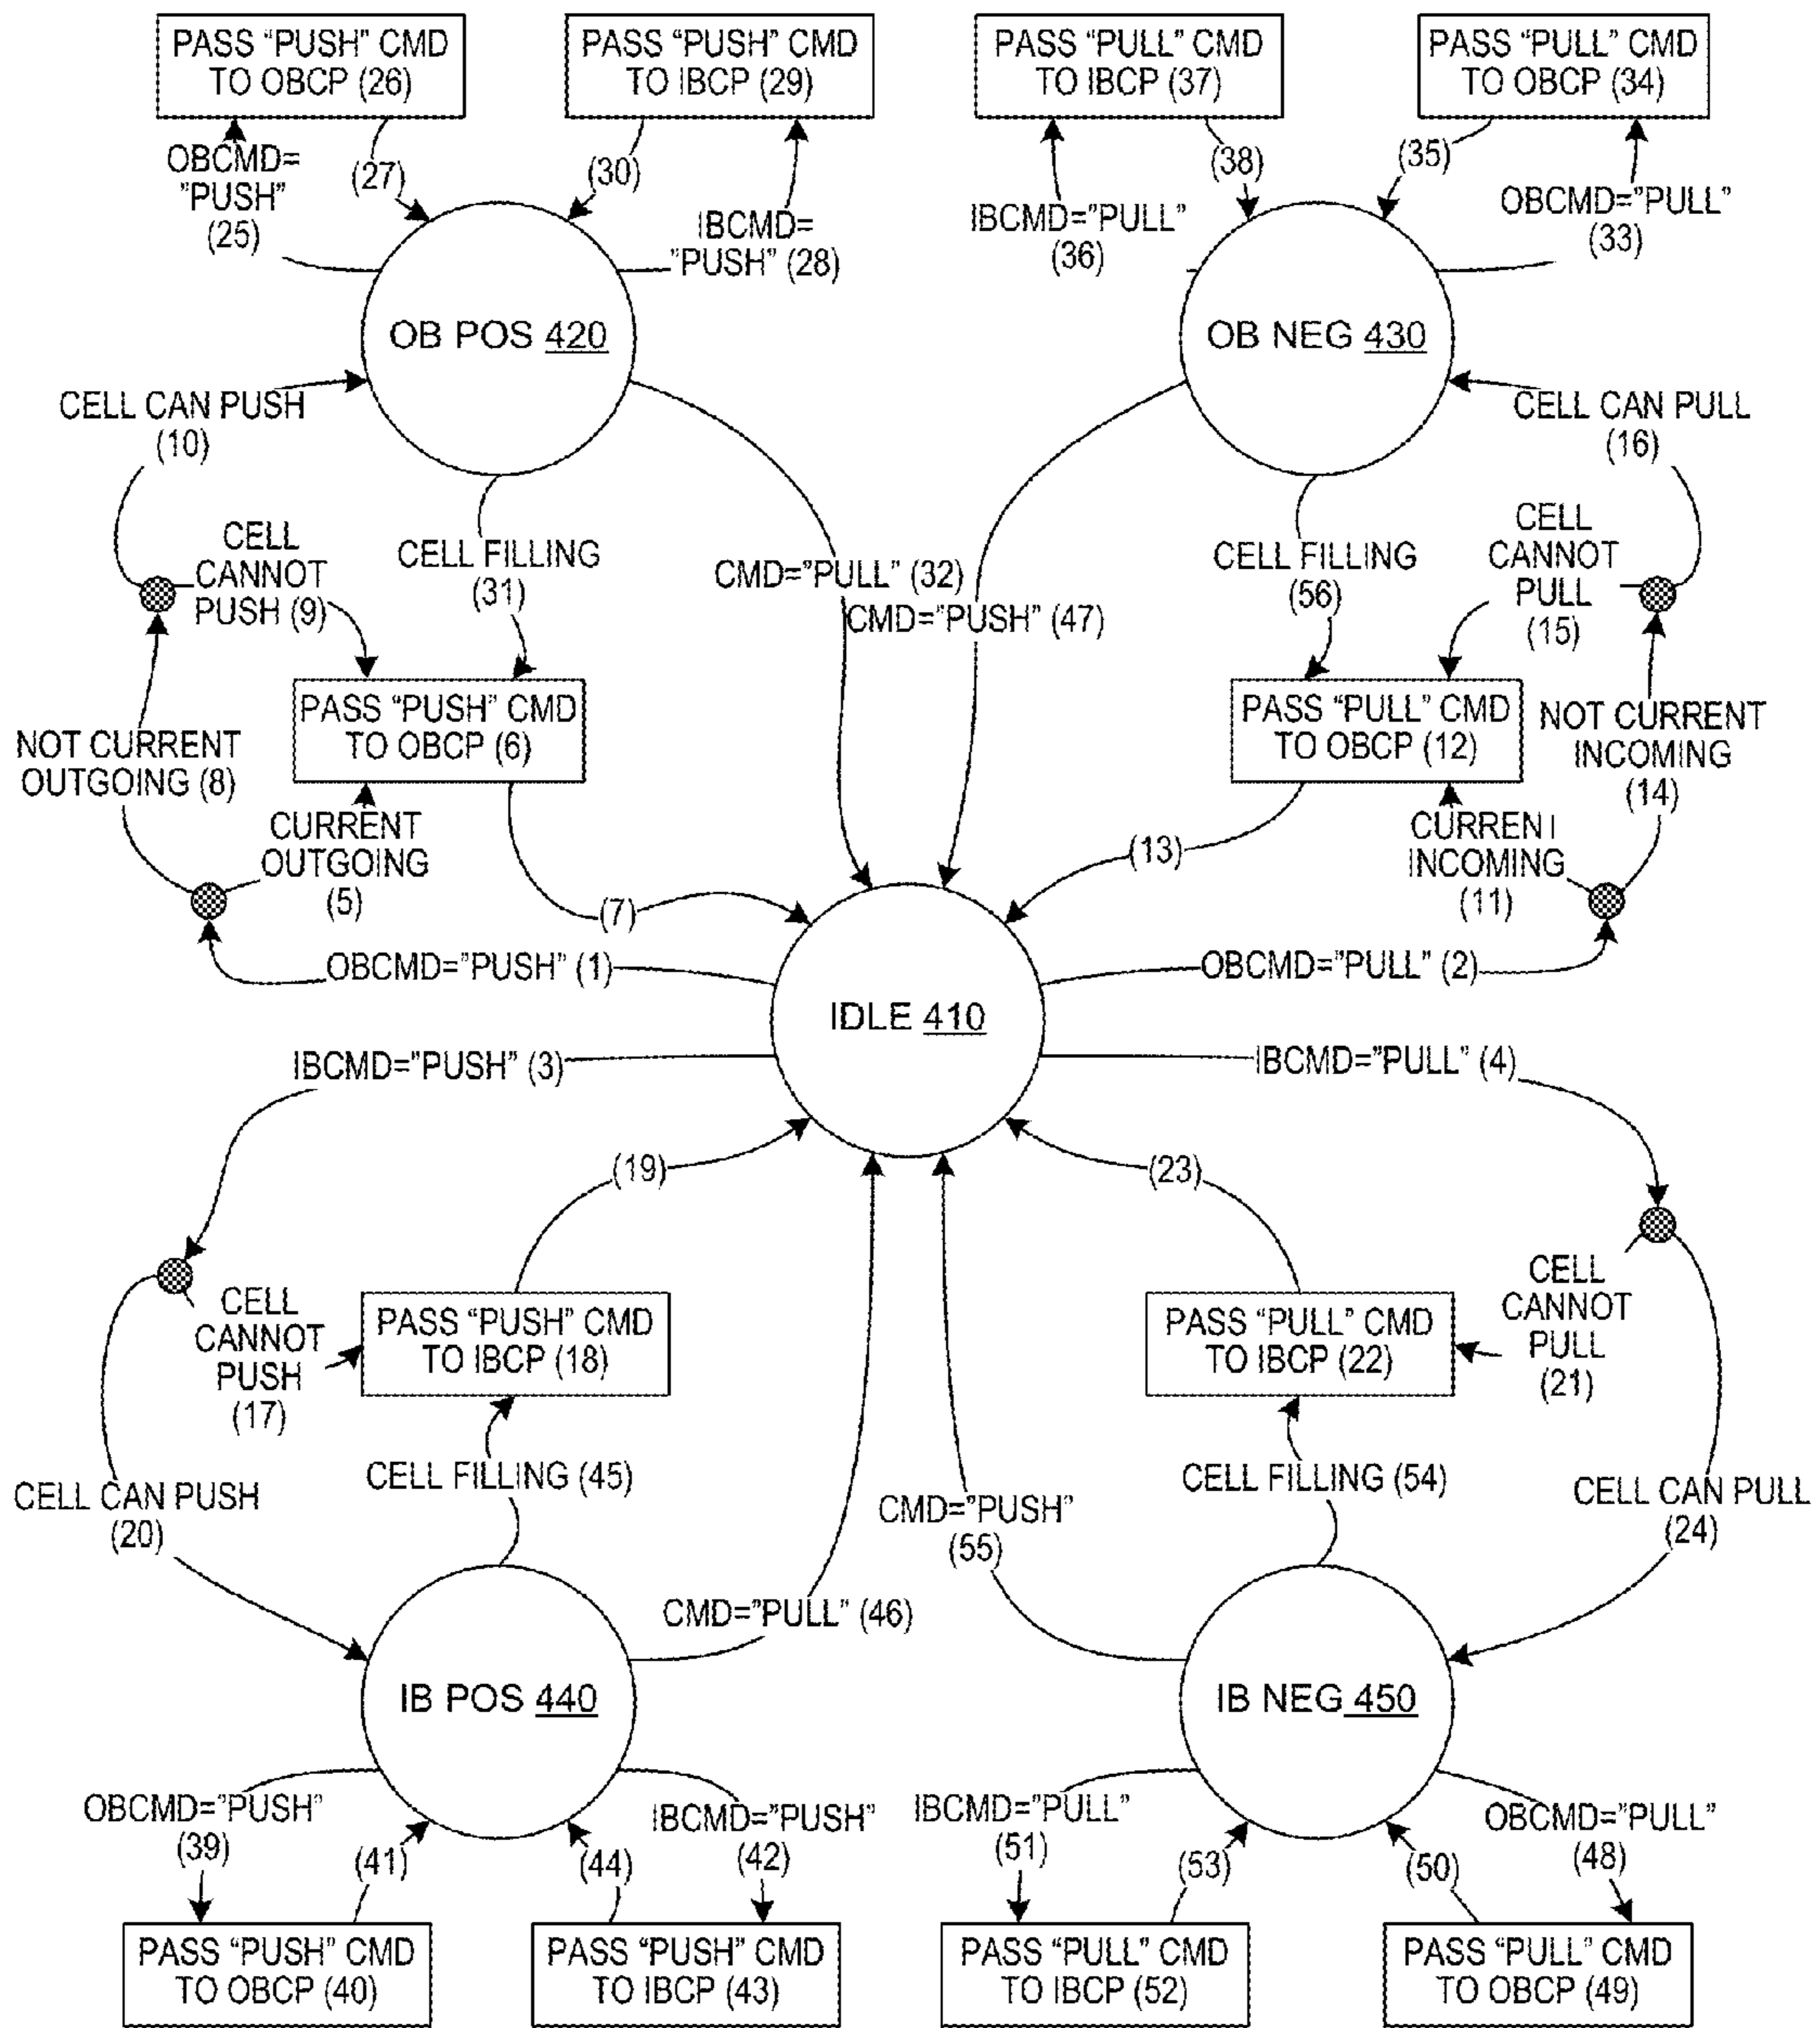 PASS “PUSH” CMD
TO OBCP (26)
PASS “PUSH” CMD
TO IBCP (29)
PASS “PULL” CMD
TO IBCP (37)
PASS “PULL” CMD
TO OBCP (34)
OBCMD=
”PUSH”
(25)
(27)
(30)
IBCMD=
”PUSH” (28)
IBCMD=”PULL”
(36)
(38)
(35)
OBCMD=”PULL”
(33)
OB POS 420
OB NEG 430
CELL CAN PUSH
(10)
CELL CAN PULL
(16)
CELL
CANNOT
PUSH (9)
CELL FILLING
(31)
CMD=”PULL” (32)
CMD=”PUSH” (47)
CELL FILLING
(56)
CELL
CANNOT
PULL
(15)
PASS “PUSH” CMD
TO OBCP (6)
PASS “PULL” CMD
TO OBCP (12)
NOT CURRENT
OUTGOING (8)
NOT CURRENT
INCOMING
(14)
CURRENT
OUTGOING
(5)
(7)
(13)
CURRENT
INCOMING
(11)
OBCMD=”PUSH” (1)
OBCMD=”PULL” (2)
IDLE 410
IBCMD=”PUSH” (3)
IBCMD=”PULL” (4)
(19)
(23)
CELL
CANNOT
PUSH
(17)
PASS “PUSH” CMD
TO IBCP (18)
PASS “PULL” CMD
TO IBCP (22)
CELL
CANNOT
PULL
(21)
CELL FILLING (45)
CELL FILLING (54)
CELL CAN PUSH
(20)
CMD=”PUSH”
(55)
CELL CAN PULL
(24)
CMD=”PULL” (46)
IB POS 440
IB NEG 450
OBCMD=”PUSH”
(39)
(41)
(44)
IBCMD=”PUSH”
(42)
IBCMD=”PULL”
(51)
(53)
(50)
OBCMD=”PULL”
(48)
PASS “PUSH” CMD
TO OBCP (40)
PASS “PUSH” CMD
TO IBCP (43)
PASS “PULL” CMD
TO IBCP (52)
PASS “PULL” CMD
TO OBCP (49)